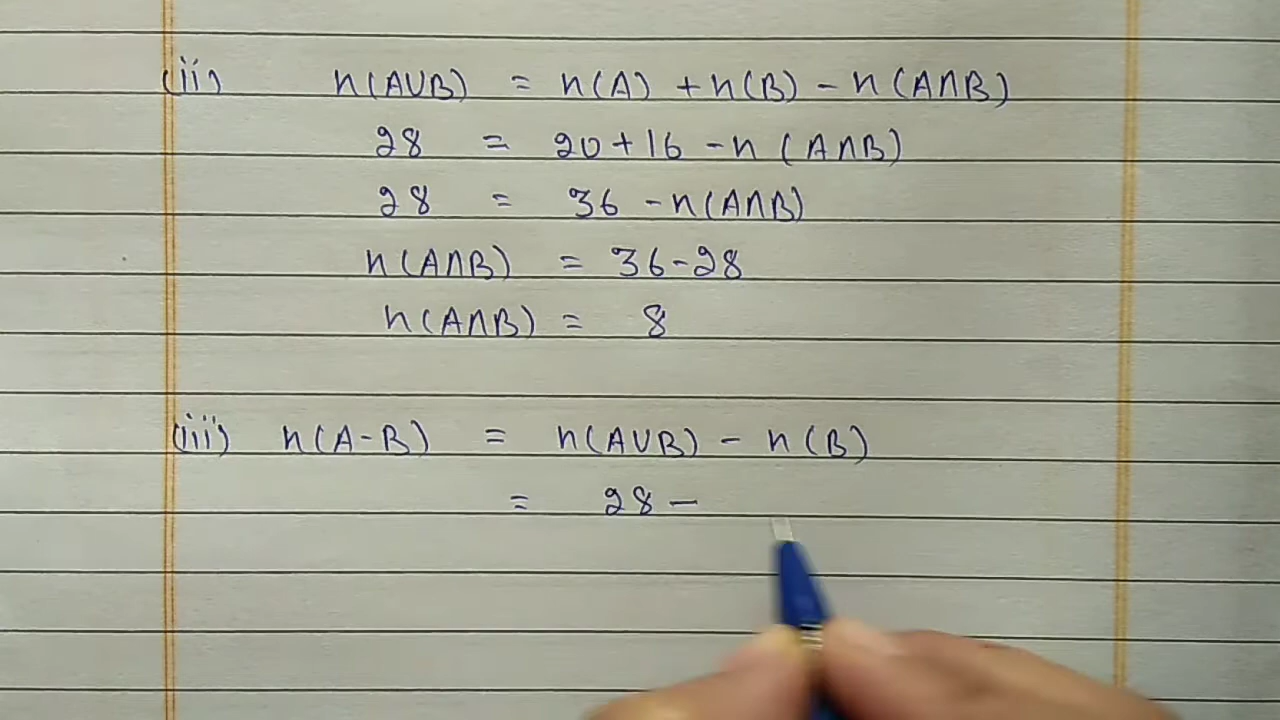 (ii) n(A∪B) = n(A) + n(B) - n(A∩B)
28 = 20 + 16 - n(A∩B)
28 = 36 - n(A∩B)
n(A∩B) = 36 - 28
n(A∩B) = 8
(iii) n(A-B) = n(A∪B) - n(B)
= 28 -